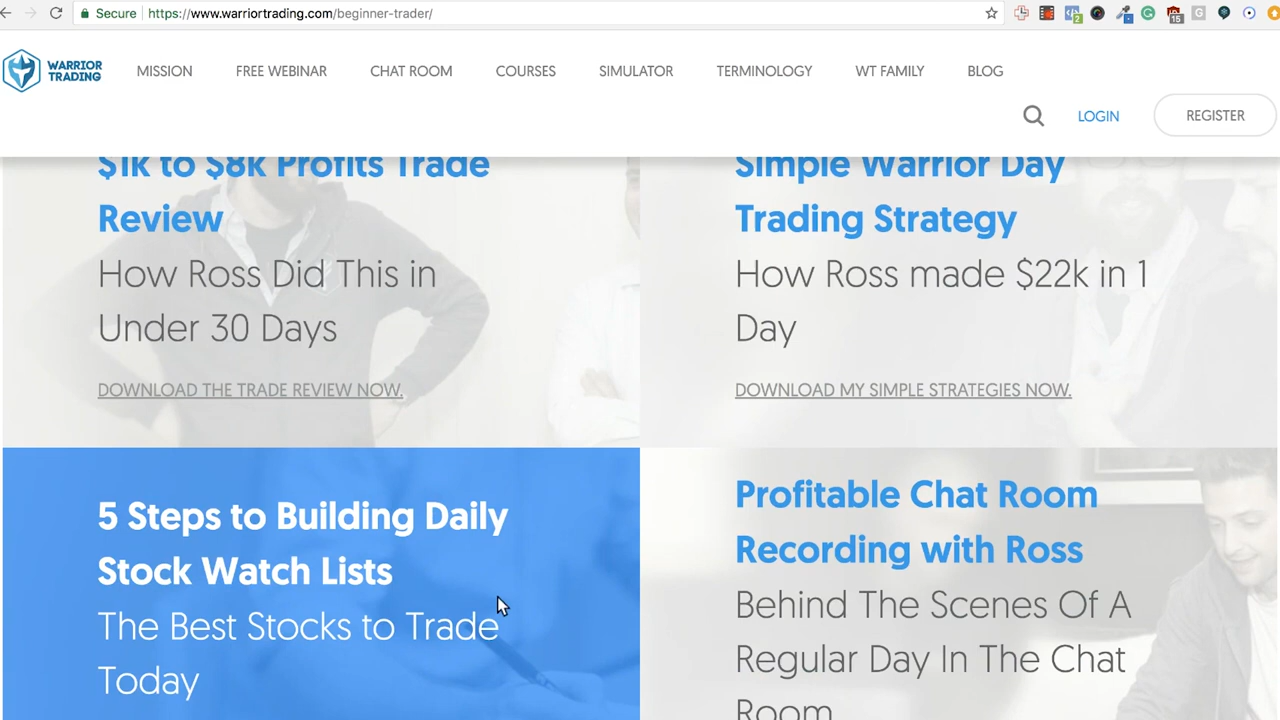 Secure https://www.warriortrading.com/beginner-trader/
2
15
G
WARRIOR
TRADING
MISSION FREE WEBINAR CHAT ROOM COURSES SIMULATOR TERMINOLOGY WT FAMILY BLOG
LOGIN REGISTER
$1k to $8k Profits Trade
Review
How Ross Did This in
Under 30 Days
DOWNLOAD THE TRADE REVIEW NOW.
Simple Warrior Day
Trading Strategy
How Ross made $22k in 1
Day
DOWNLOAD MY SIMPLE STRATEGIES NOW.
5 Steps to Building Daily
Stock Watch Lists
The Best Stocks to Trade
Today
Profitable Chat Room
Recording with Ross
Behind The Scenes Of A
Regular Day In The Chat
Room